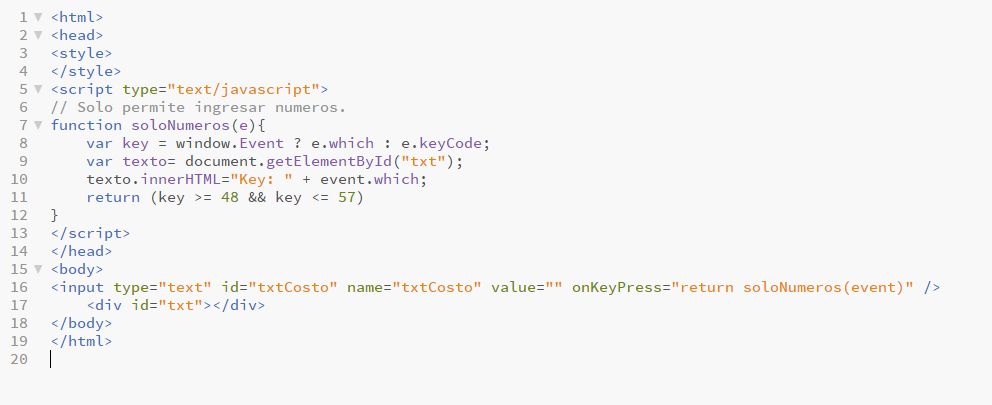 1 <html>
2 <head>
3 <style>
4 </style>
5 <script type="text/javascript">
6 // Solo permite ingresar numeros.
7 function soloNumeros(e){
8     var key = window.Event ? e.which : e.keyCode;
9     var texto= document.getElementById("txt");
10     texto.innerHTML="Key: " + event.which;
11     return (key >= 48 && key <= 57)
12 }
13 </script>
14 </head>
15 <body>
16 <input type="text" id="txtCosto" name="txtCosto" value="" onKeyPress="return soloNumeros(event)" />
17     <div id="txt"></div>
18 </body>
19 </html>
20